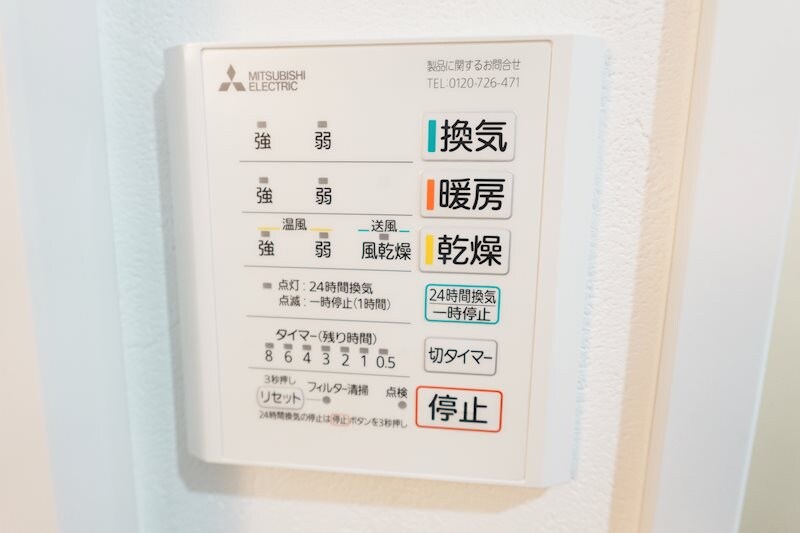 MITSUBISHI
ELECTRIC
製品に関するお問合せ
TEL:0120-726-471
強 弱 換気
強 弱 暖房
温風 送風
強 弱 風乾燥 乾燥
点灯：24時間換気
点滅：一時停止(1時間)
24時間換気
一時停止
タイマー(残り時間)
8 6 4 3 2 1 0.5
切タイマー
3秒押し
リセット フィルター清掃 点検
停止
24時間換気の停止は停止ボタンを3秒押し